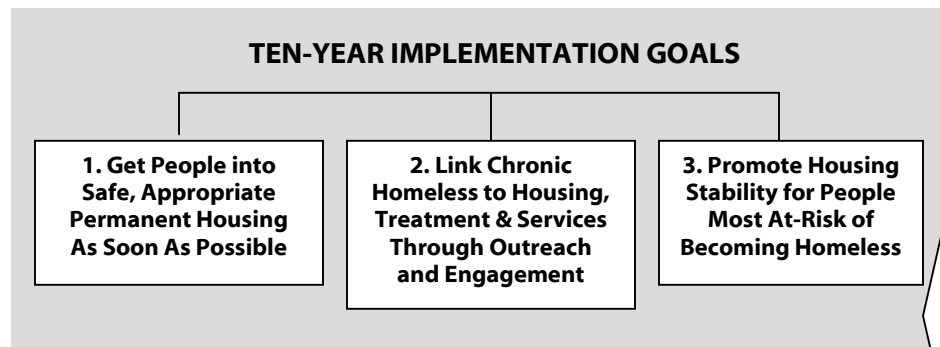 TEN-YEAR IMPLEMENTATION GOALS
1. Get People into
Safe, Appropriate
Permanent Housing
As Soon As Possible
2. Link Chronic
Homeless to Housing,
Treatment & Services
Through Outreach
and Engagement
3. Promote Housing
Stability for People
Most At-Risk of
Becoming Homeless